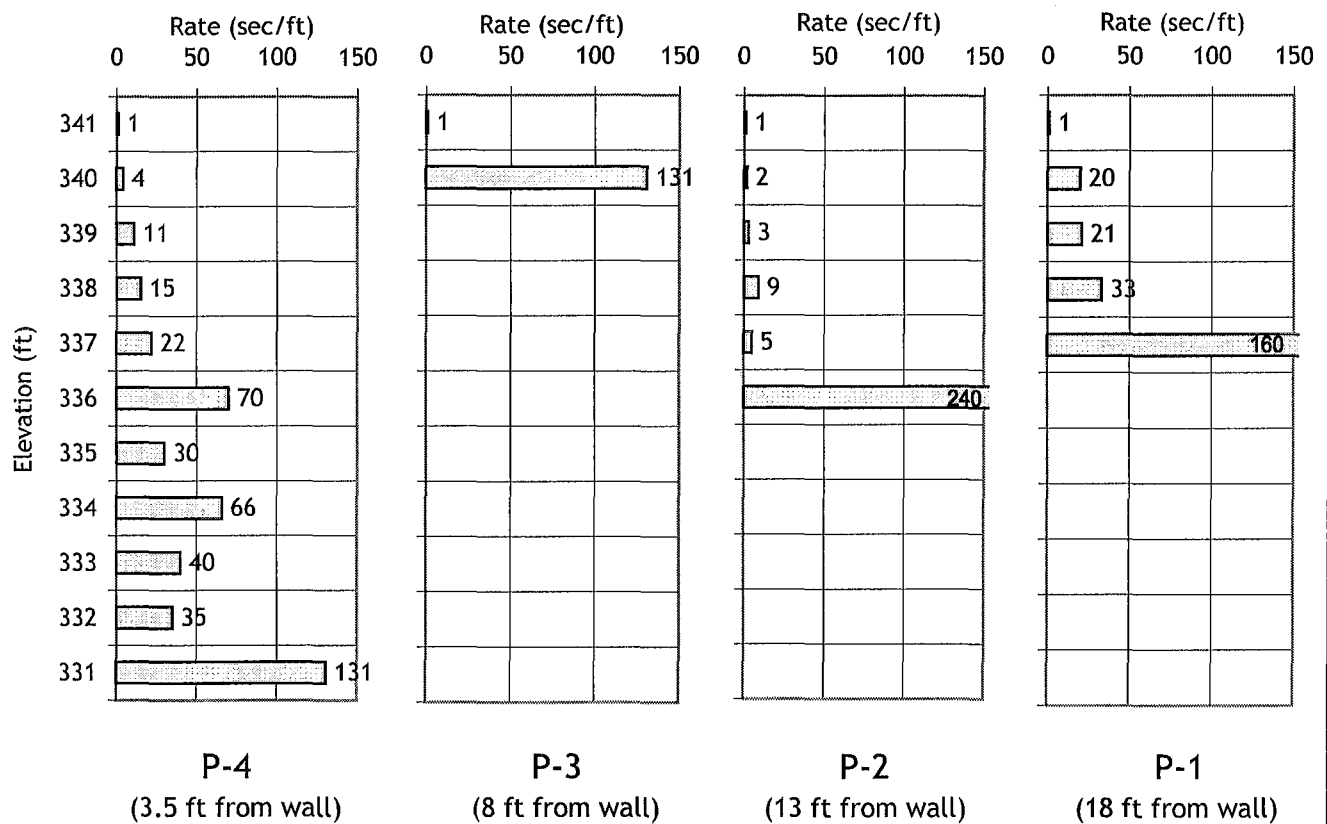 Rate (sec/ft) Rate (sec/ft) Rate (sec/ft) Rate (sec/ft)
0 50 100 150 0 50 100 150 0 50 100 150 0 50 100 150
Elevation (ft)
341 1 1 1 1
340 4 131 2 20
339 11 3 21
338 15 9 33
337 22 5 160
336 70 240
335 30
334 66
333 40
332 35
331 131
P-4 P-3 P-2 P-1
(3.5 ft from wall) (8 ft from wall) (13 ft from wall) (18 ft from wall)